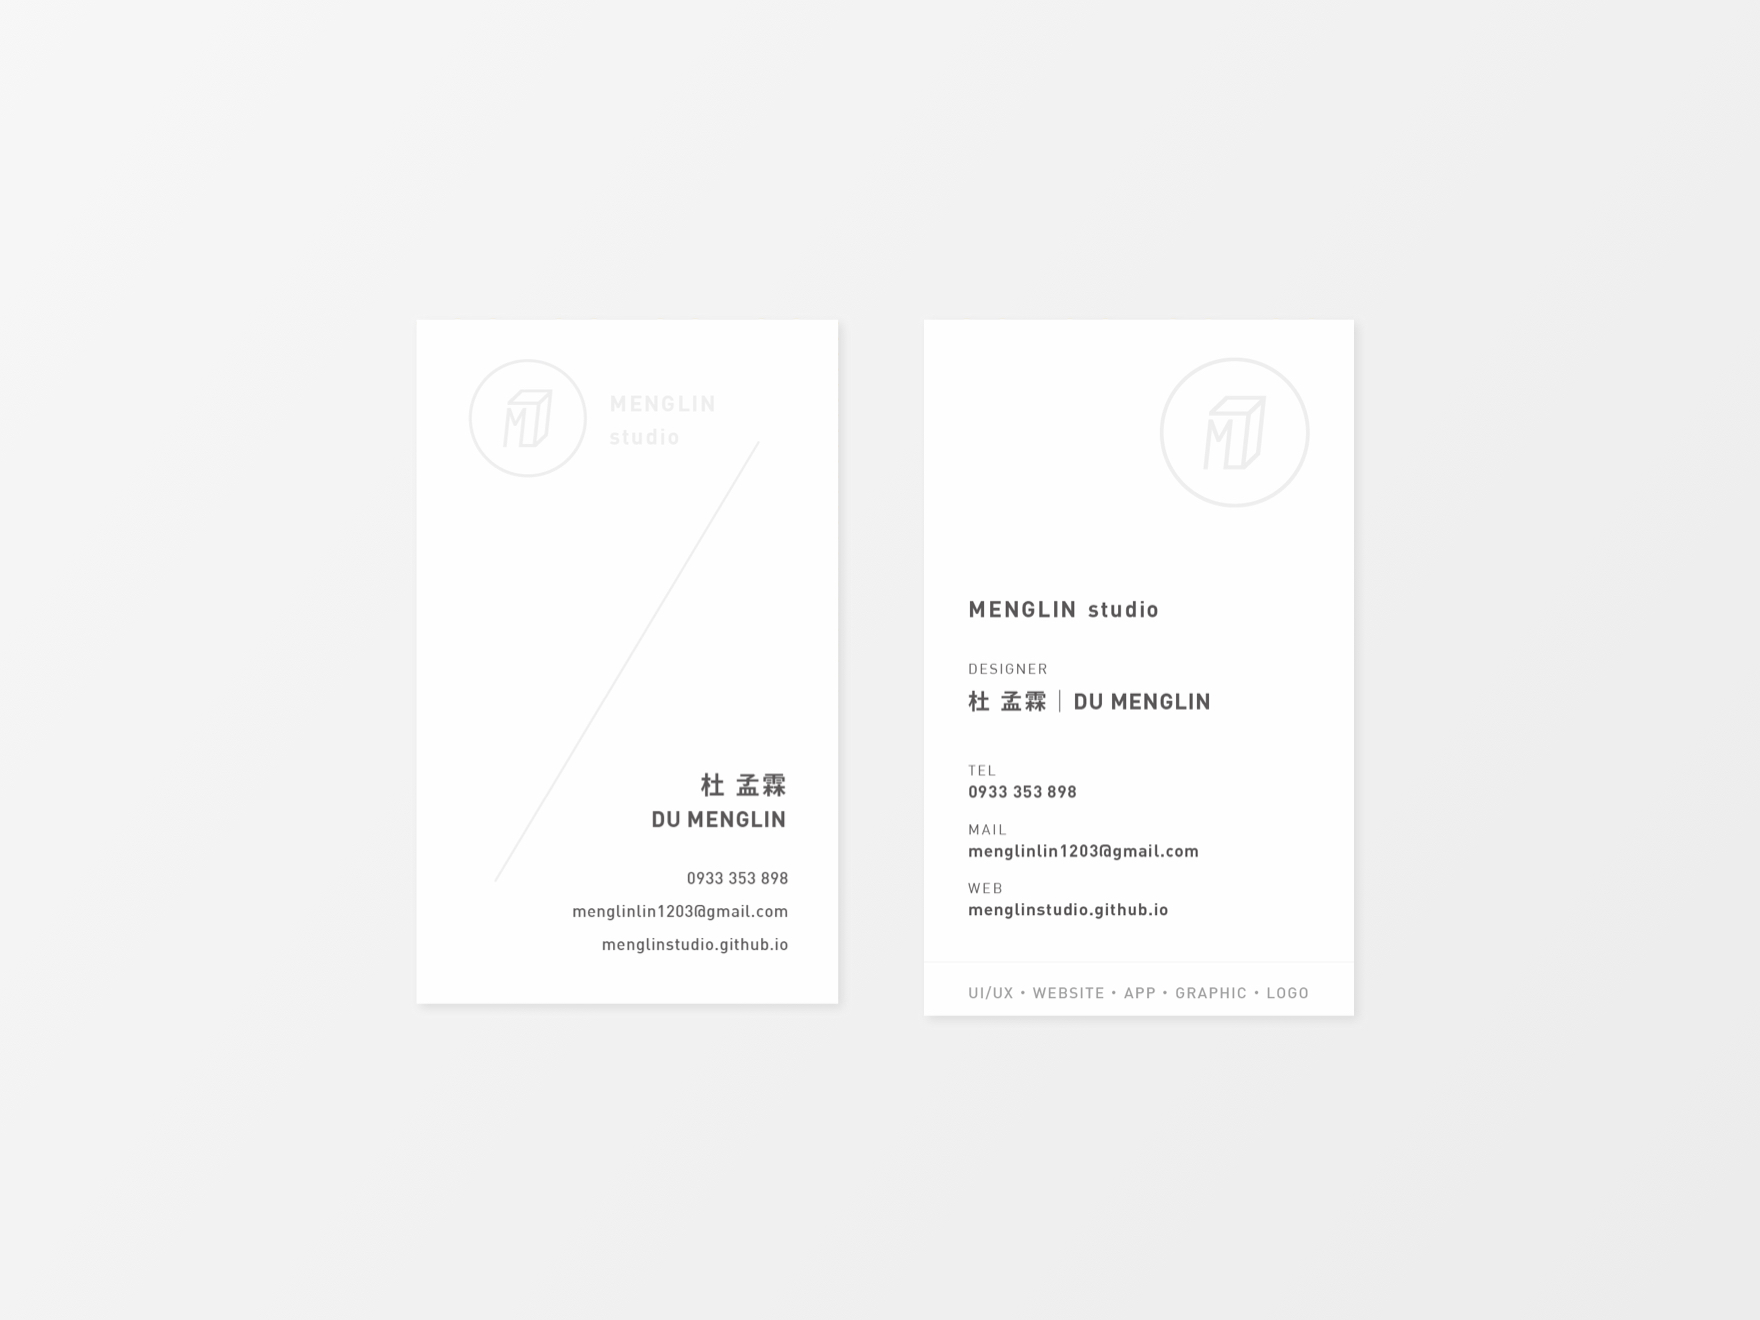 MENGLIN
studio
杜 孟霖
DU MENGLIN
0933 353 898
menglinlin1203@gmail.com
menglinstudio.github.io
M
MENGLIN studio
DESIGNER
杜 孟霖｜DU MENGLIN
TEL
0933 353 898
MAIL
menglinlin1203@gmail.com
WEB
menglinstudio.github.io
UI/UX • WEBSITE • APP • GRAPHIC • LOGO